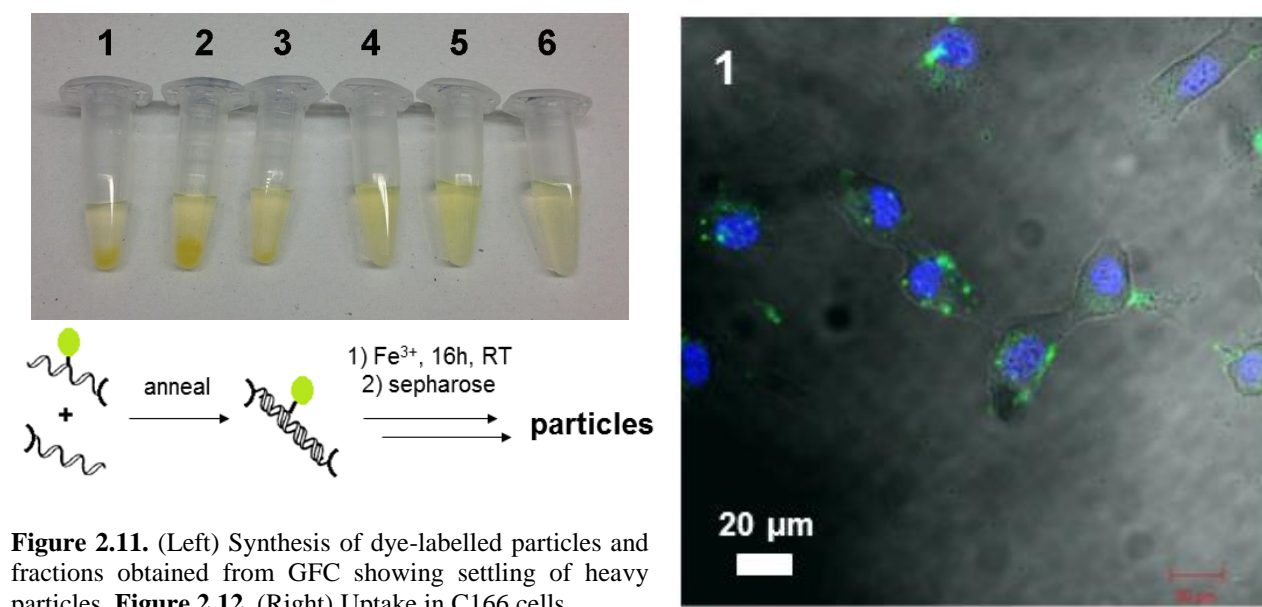 1 2 3 4 5 6
anneal
+
1) Fe³⁺, 16h, RT
2) sepharose
particles
Figure 2.11. (Left) Synthesis of dye-labelled particles and
fractions obtained from GFC showing settling of heavy
particles. Figure 2.12. (Right) Uptake in C166 cells
1
20 µm